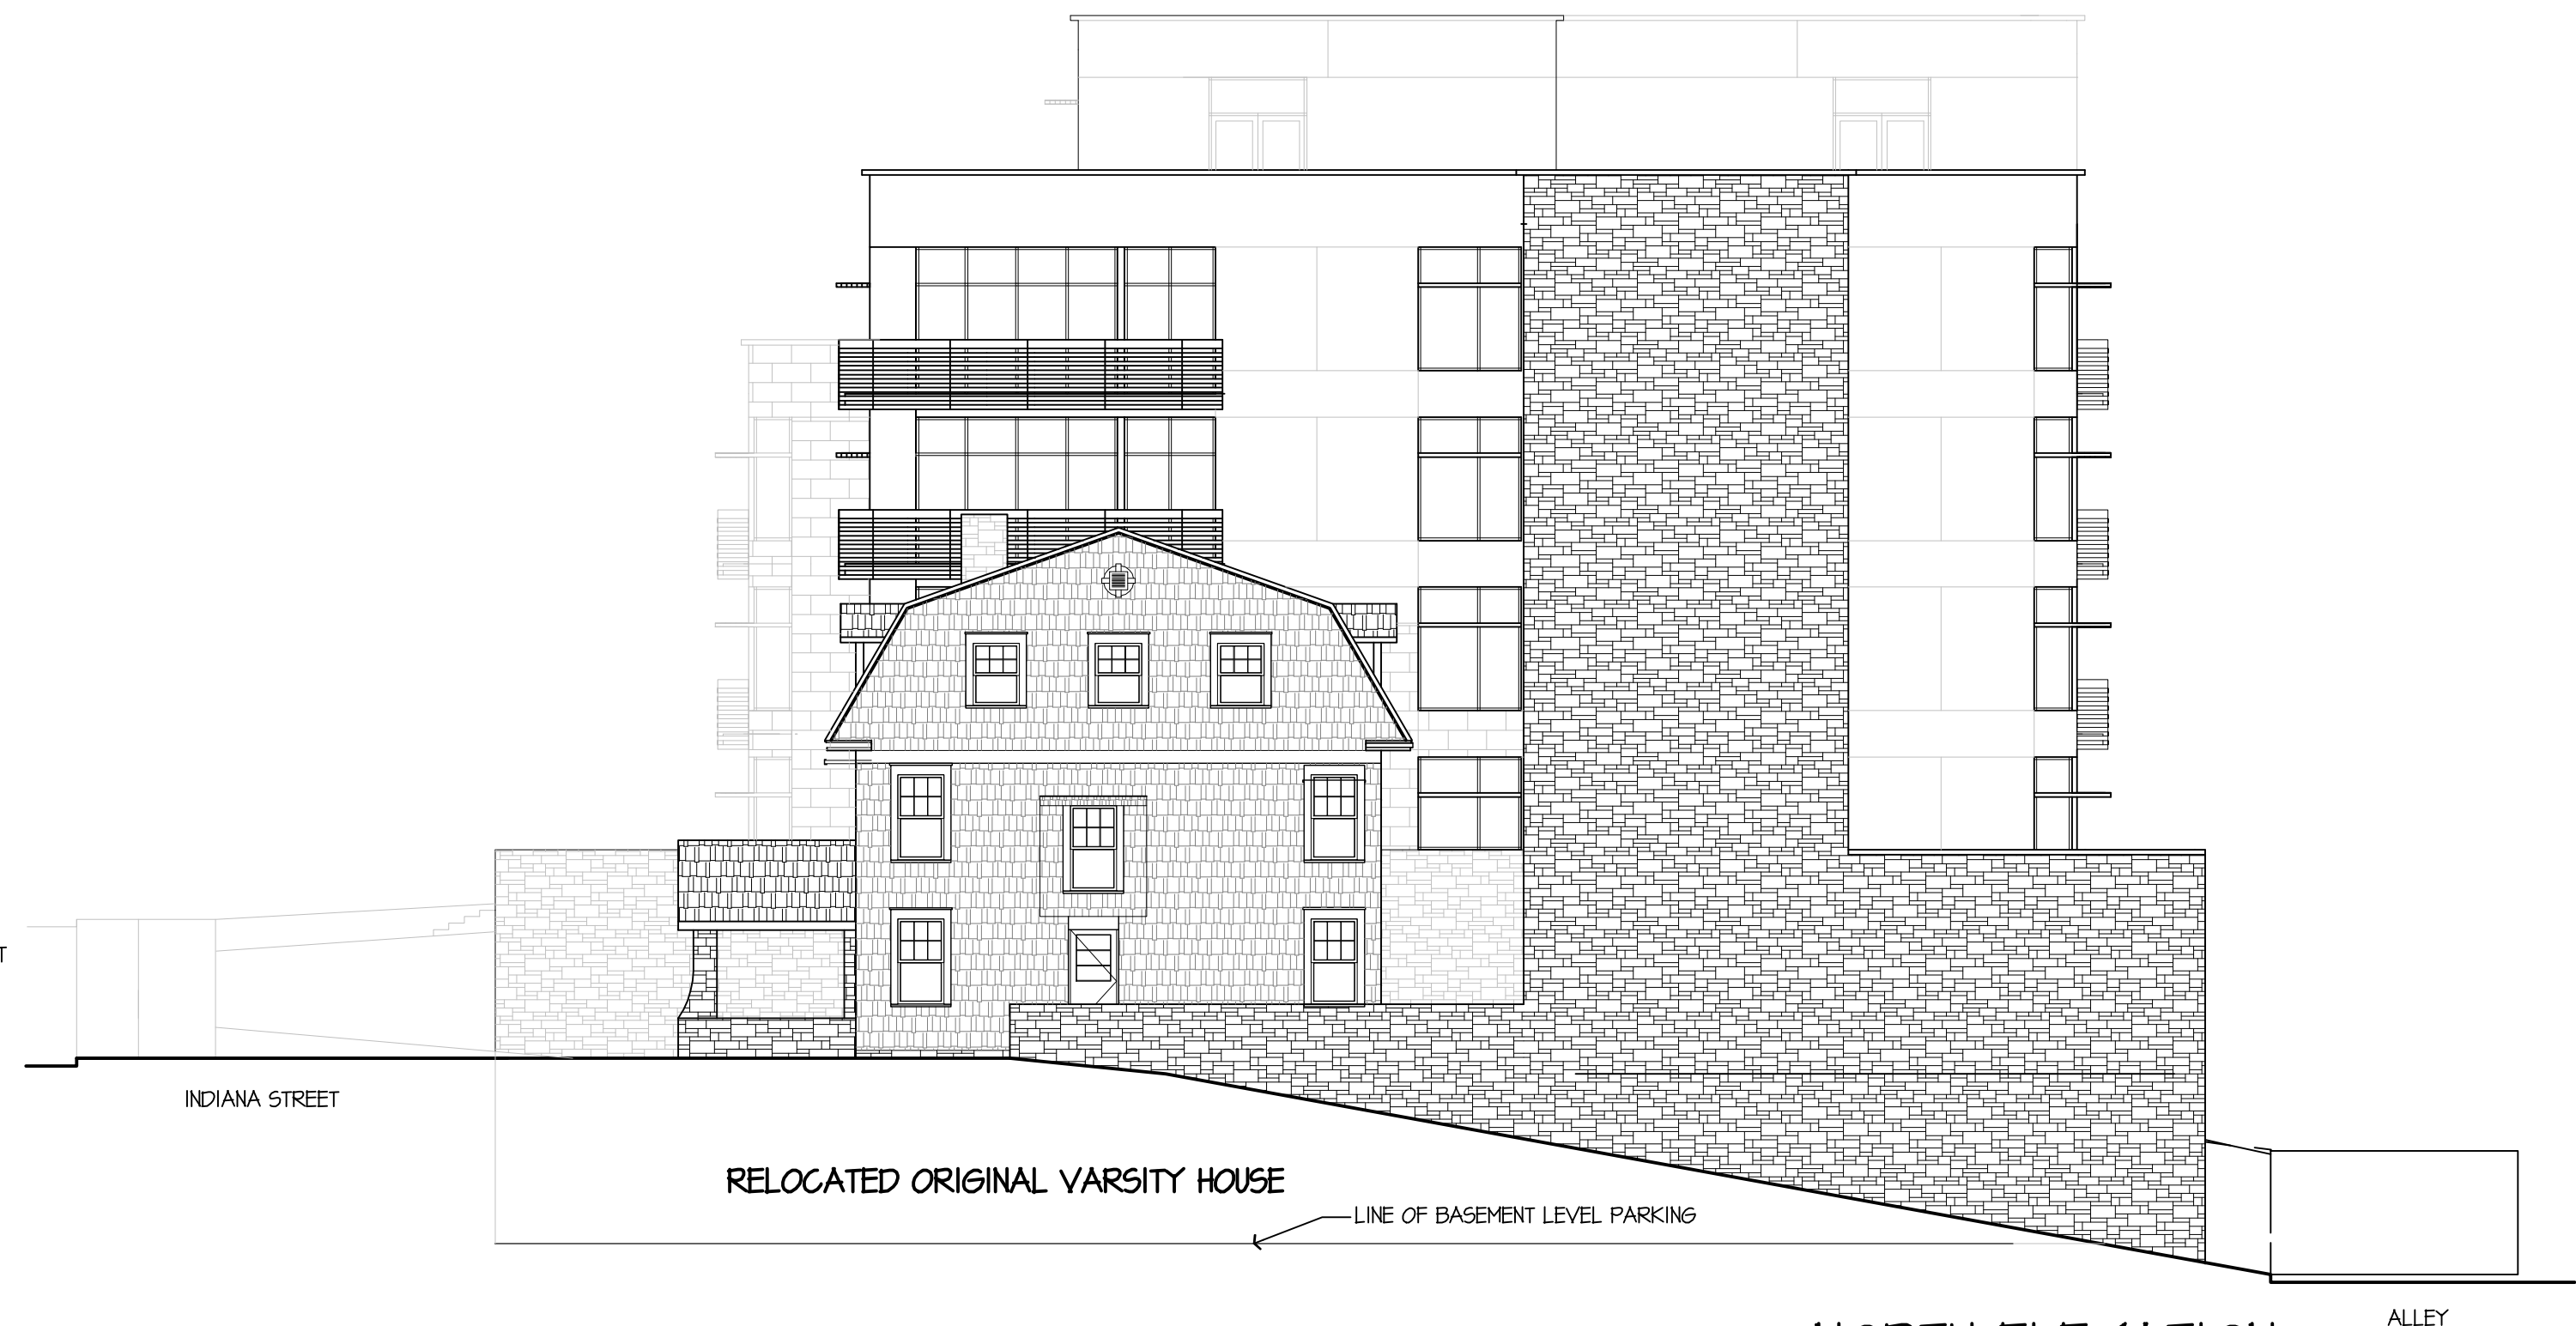 INDIANA STREET
RELOCATED ORIGINAL VARSITY HOUSE
LINE OF BASEMENT LEVEL PARKING
ALLEY